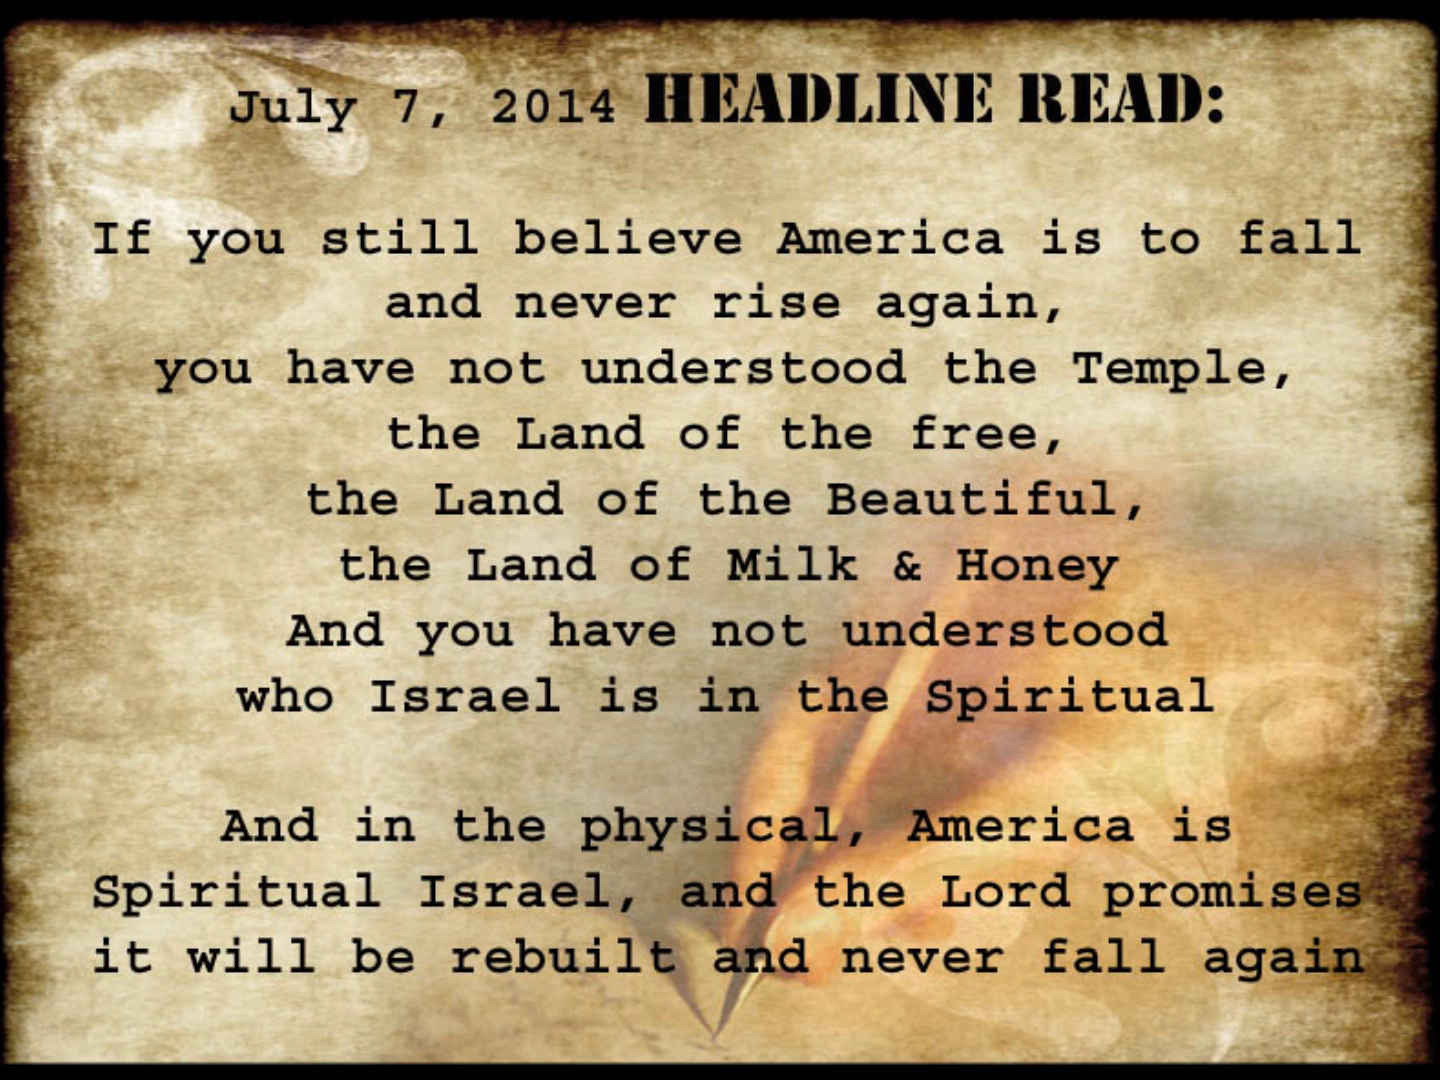 July 7, 2014 HEADLINE READ:
If you still believe America is to fall
and never rise again,
you have not understood the Temple,
the Land of the free,
the Land of the Beautiful,
the Land of Milk & Honey
And you have not understood
who Israel is in the Spiritual
And in the physical, America is
Spiritual Israel, and the Lord promises
it will be rebuilt and never fall again